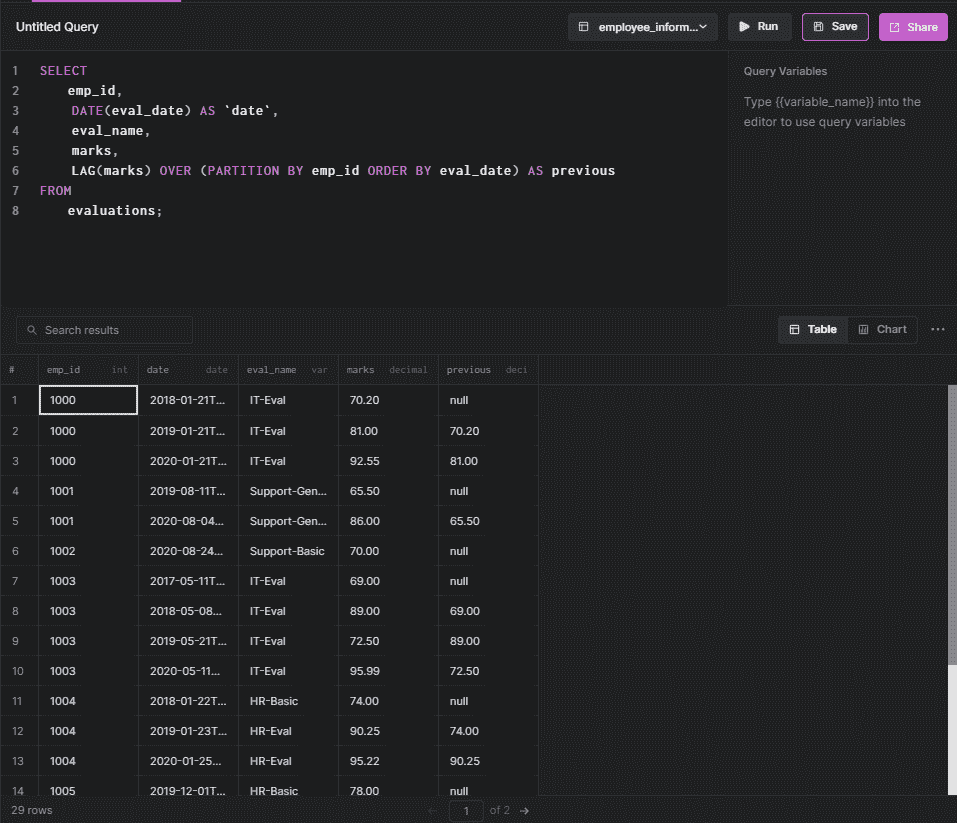 Untitled Query
employee_inform...
Run
Save
Share
1 SELECT
2 emp_id,
3 DATE(eval_date) AS `date`,
4 eval_name,
5 marks,
6 LAG(marks) OVER (PARTITION BY emp_id ORDER BY eval_date) AS previous
7 FROM
8 evaluations;
Query Variables
Type {{variable_name}} into the
editor to use query variables
Search results
Table
Chart
# emp_id int date date eval_name var marks decimal previous deci
1 1000 2018-01-21T... IT-Eval 70.20 null
2 1000 2019-01-21T... IT-Eval 81.00 70.20
3 1000 2020-01-21T... IT-Eval 92.55 81.00
4 1001 2019-08-11T... Support-Gen... 65.50 null
5 1001 2020-08-04... Support-Gen... 86.00 65.50
6 1002 2020-08-24... Support-Basic 70.00 null
7 1003 2017-05-11T... IT-Eval 69.00 null
8 1003 2018-05-08... IT-Eval 89.00 69.00
9 1003 2019-05-21T... IT-Eval 72.50 89.00
10 1003 2020-05-11... IT-Eval 95.99 72.50
11 1004 2018-01-22T... HR-Basic 74.00 null
12 1004 2019-01-23T... HR-Eval 90.25 74.00
13 1004 2020-01-25... HR-Eval 95.22 90.25
14 1005 2019-12-01T... HR-Basic 78.00 null
29 rows
1 of 2